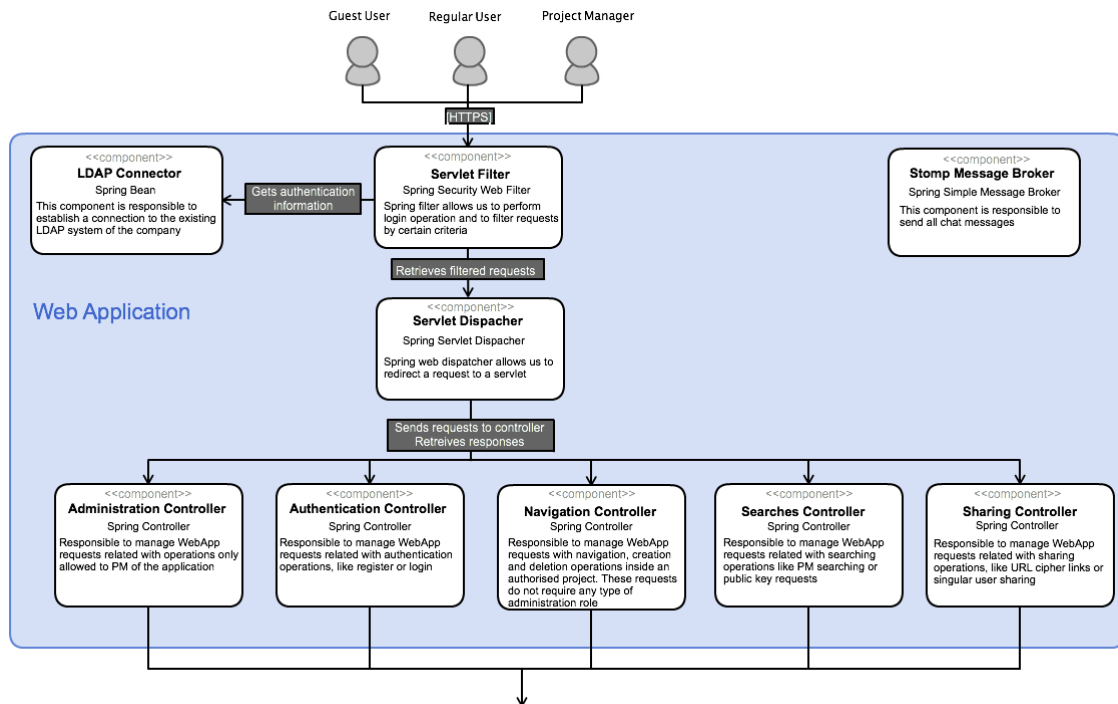 Guest User
Regular User
Project Manager
[HTTPS]
<<component>>
LDAP Connector
Spring Bean
This component is responsible to
establish a connection to the existing
LDAP system of the company
Gets authentication
information
<<component>>
Servlet Filter
Spring Security Web Filter
Spring filter allows us to perform
login operation and to filter requests
by certain criteria
<<component>>
Stomp Message Broker
Spring Simple Message Broker
This component is responsible to
send all chat messages
Retrieves filtered requests
Web Application
<<component>>
Servlet Dispacher
Spring Servlet Dispacher
Spring web dispatcher allows us to
redirect a request to a servlet
Sends requests to controller
Retreives responses
<<component>>
Administration Controller
Spring Controller
Responsible to manage WebApp
requests related with operations only
allowed to PM of the application
<<component>>
Authentication Controller
Spring Controller
Responsible to manage WebApp
requests related with authentication
operations, like register or login
<<component>>
Navigation Controller
Spring Controller
Responsible to manage WebApp
requests with navigation, creation
and deletion operations inside an
authorised project. These requests
do not require any type of
administration role
<<component>>
Searches Controller
Spring Controller
Responsible to manage WebApp
requests related with searching
operations like PM searching or
public key requests
<<component>>
Sharing Controller
Spring Controller
Responsible to manage WebApp
requests related with sharing
operations, like URL cipher links or
singular user sharing